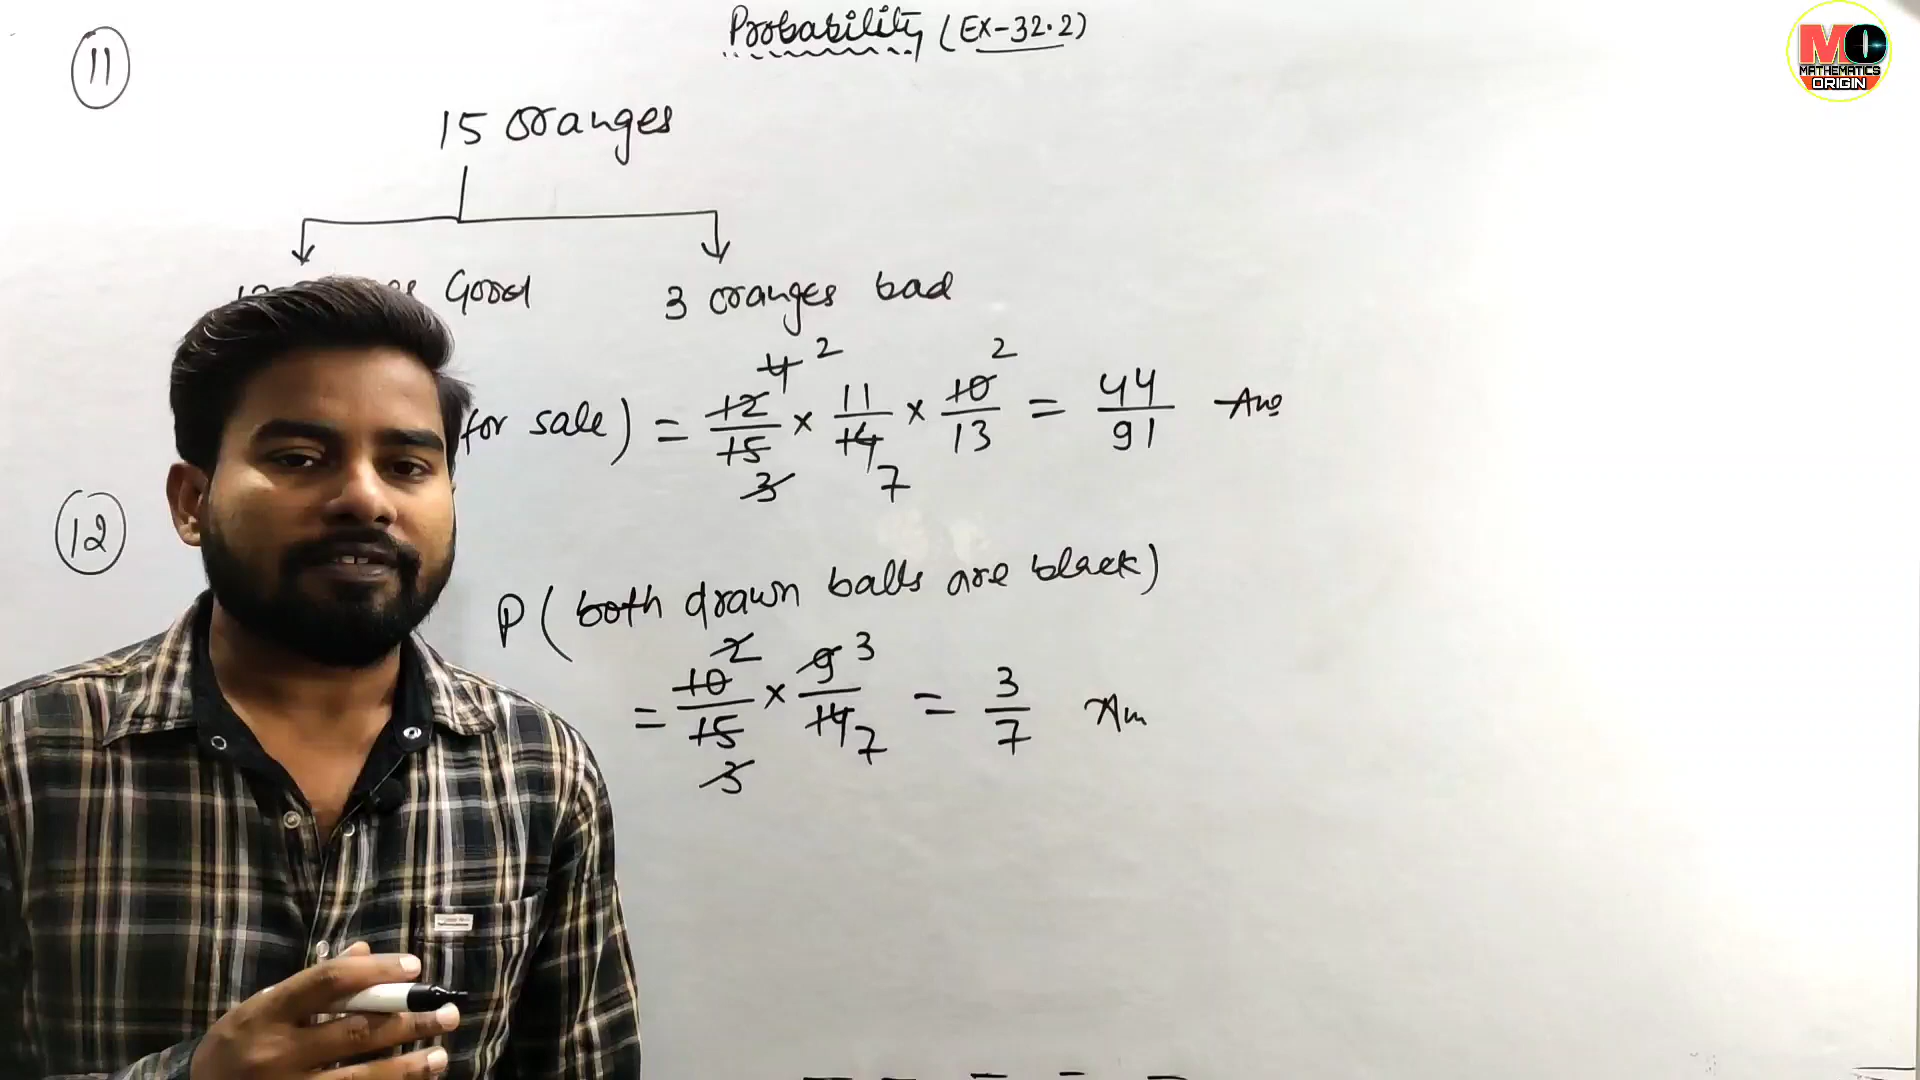 Probability (EX-32.2)
MO
MATHEMATICS
ORIGIN
11
15 oranges
Good
3 oranges bad
4 2 2
for sale) = 12/15 × 11/14 × 10/13 = 44/91 Ans
3 7
12
P (both drawn balls are black)
2 3
= 10/15 × 9/14 = 3/7 An
3 7